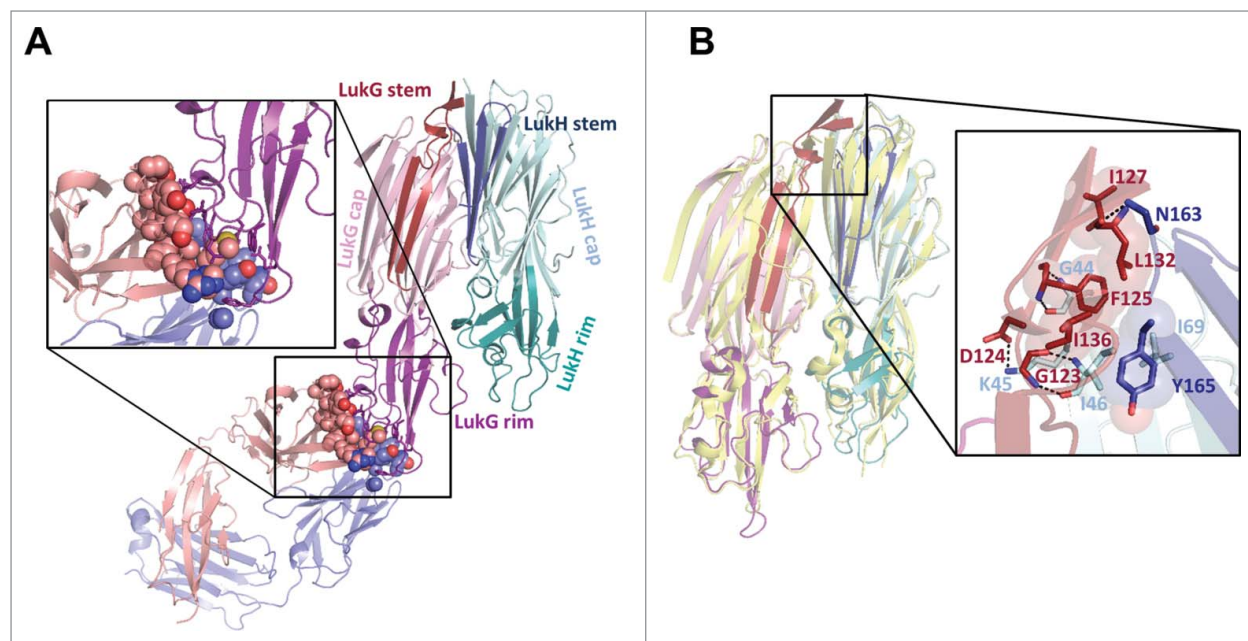 A
LukG stem
LukH stem
LukG cap
LukH cap
LukH rim
LukG rim
B
I127
N163
L132
G44
F125
I69
I136
D124
G123
Y165
K45
I46